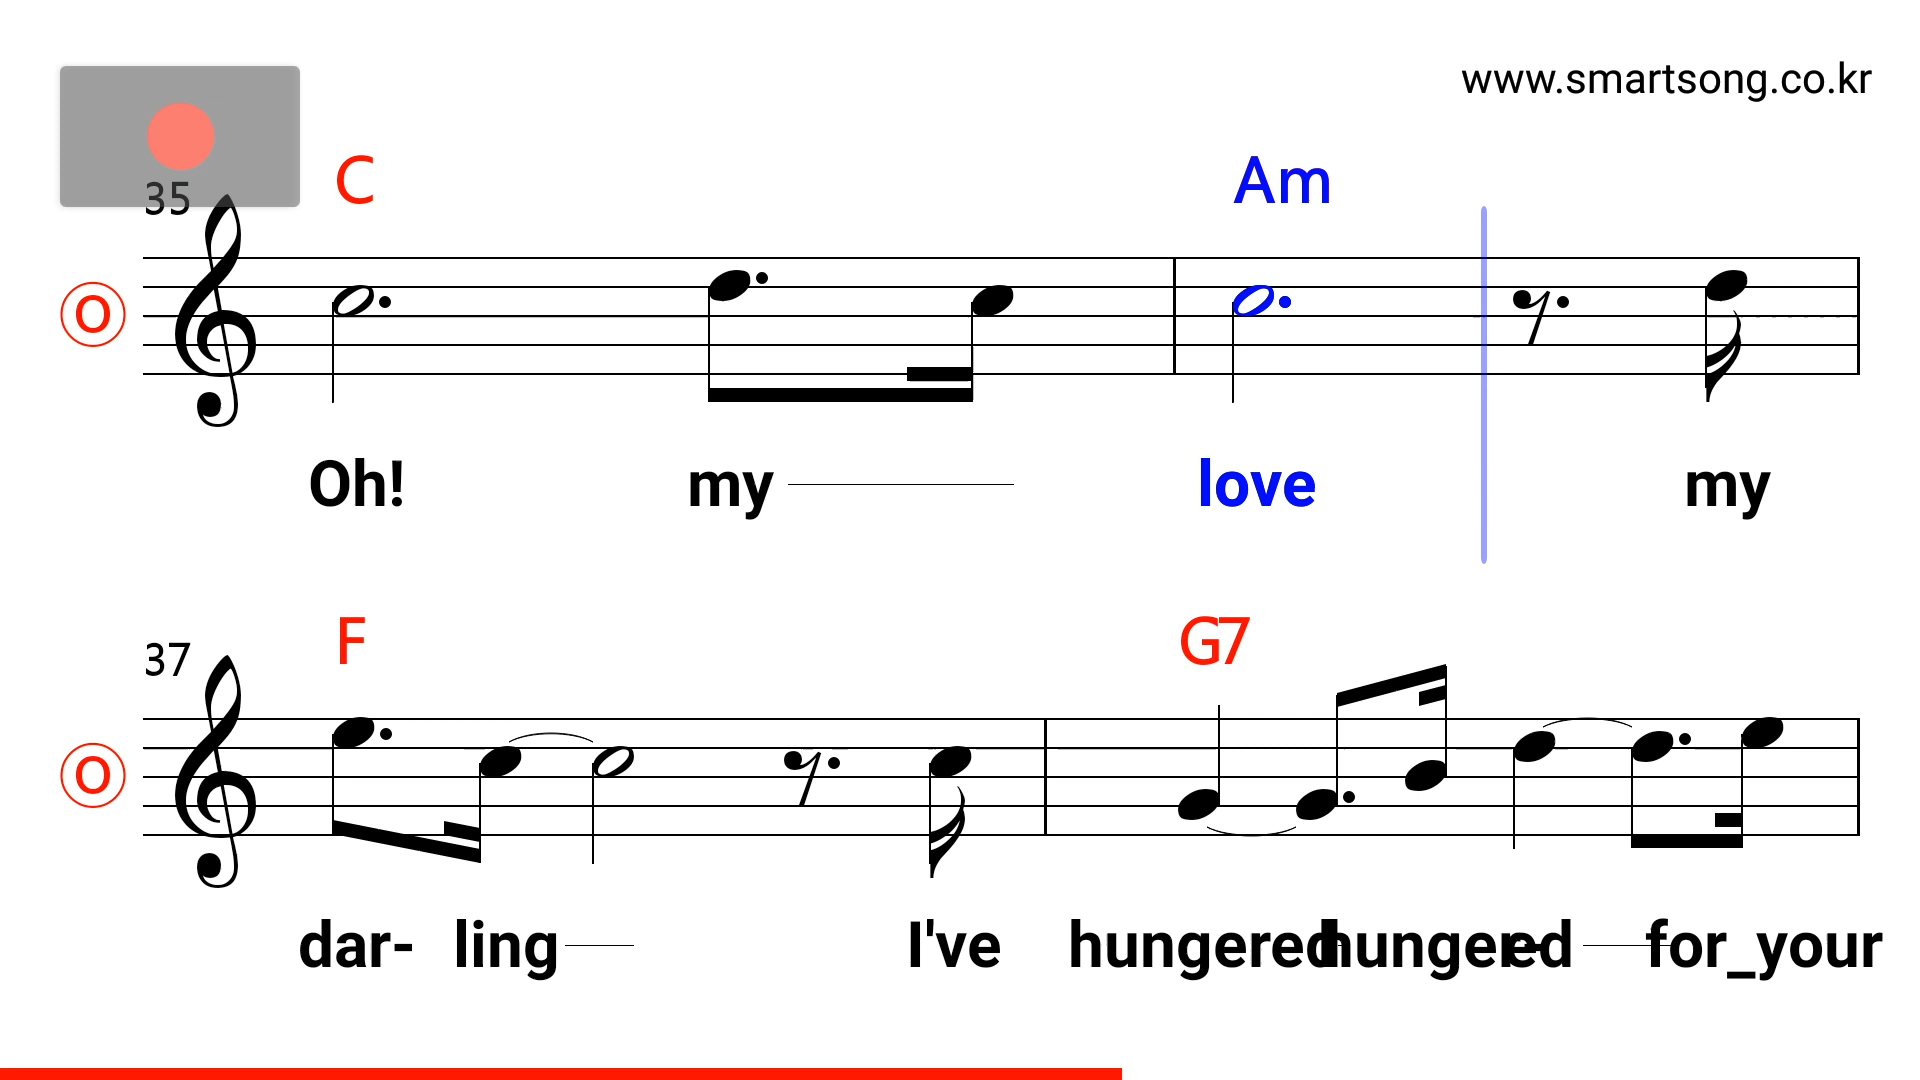 www.smartsong.co.kr
35 C Am
O
Oh! my love my
37 F G7
O
dar- ling I've hungered hungered for_your